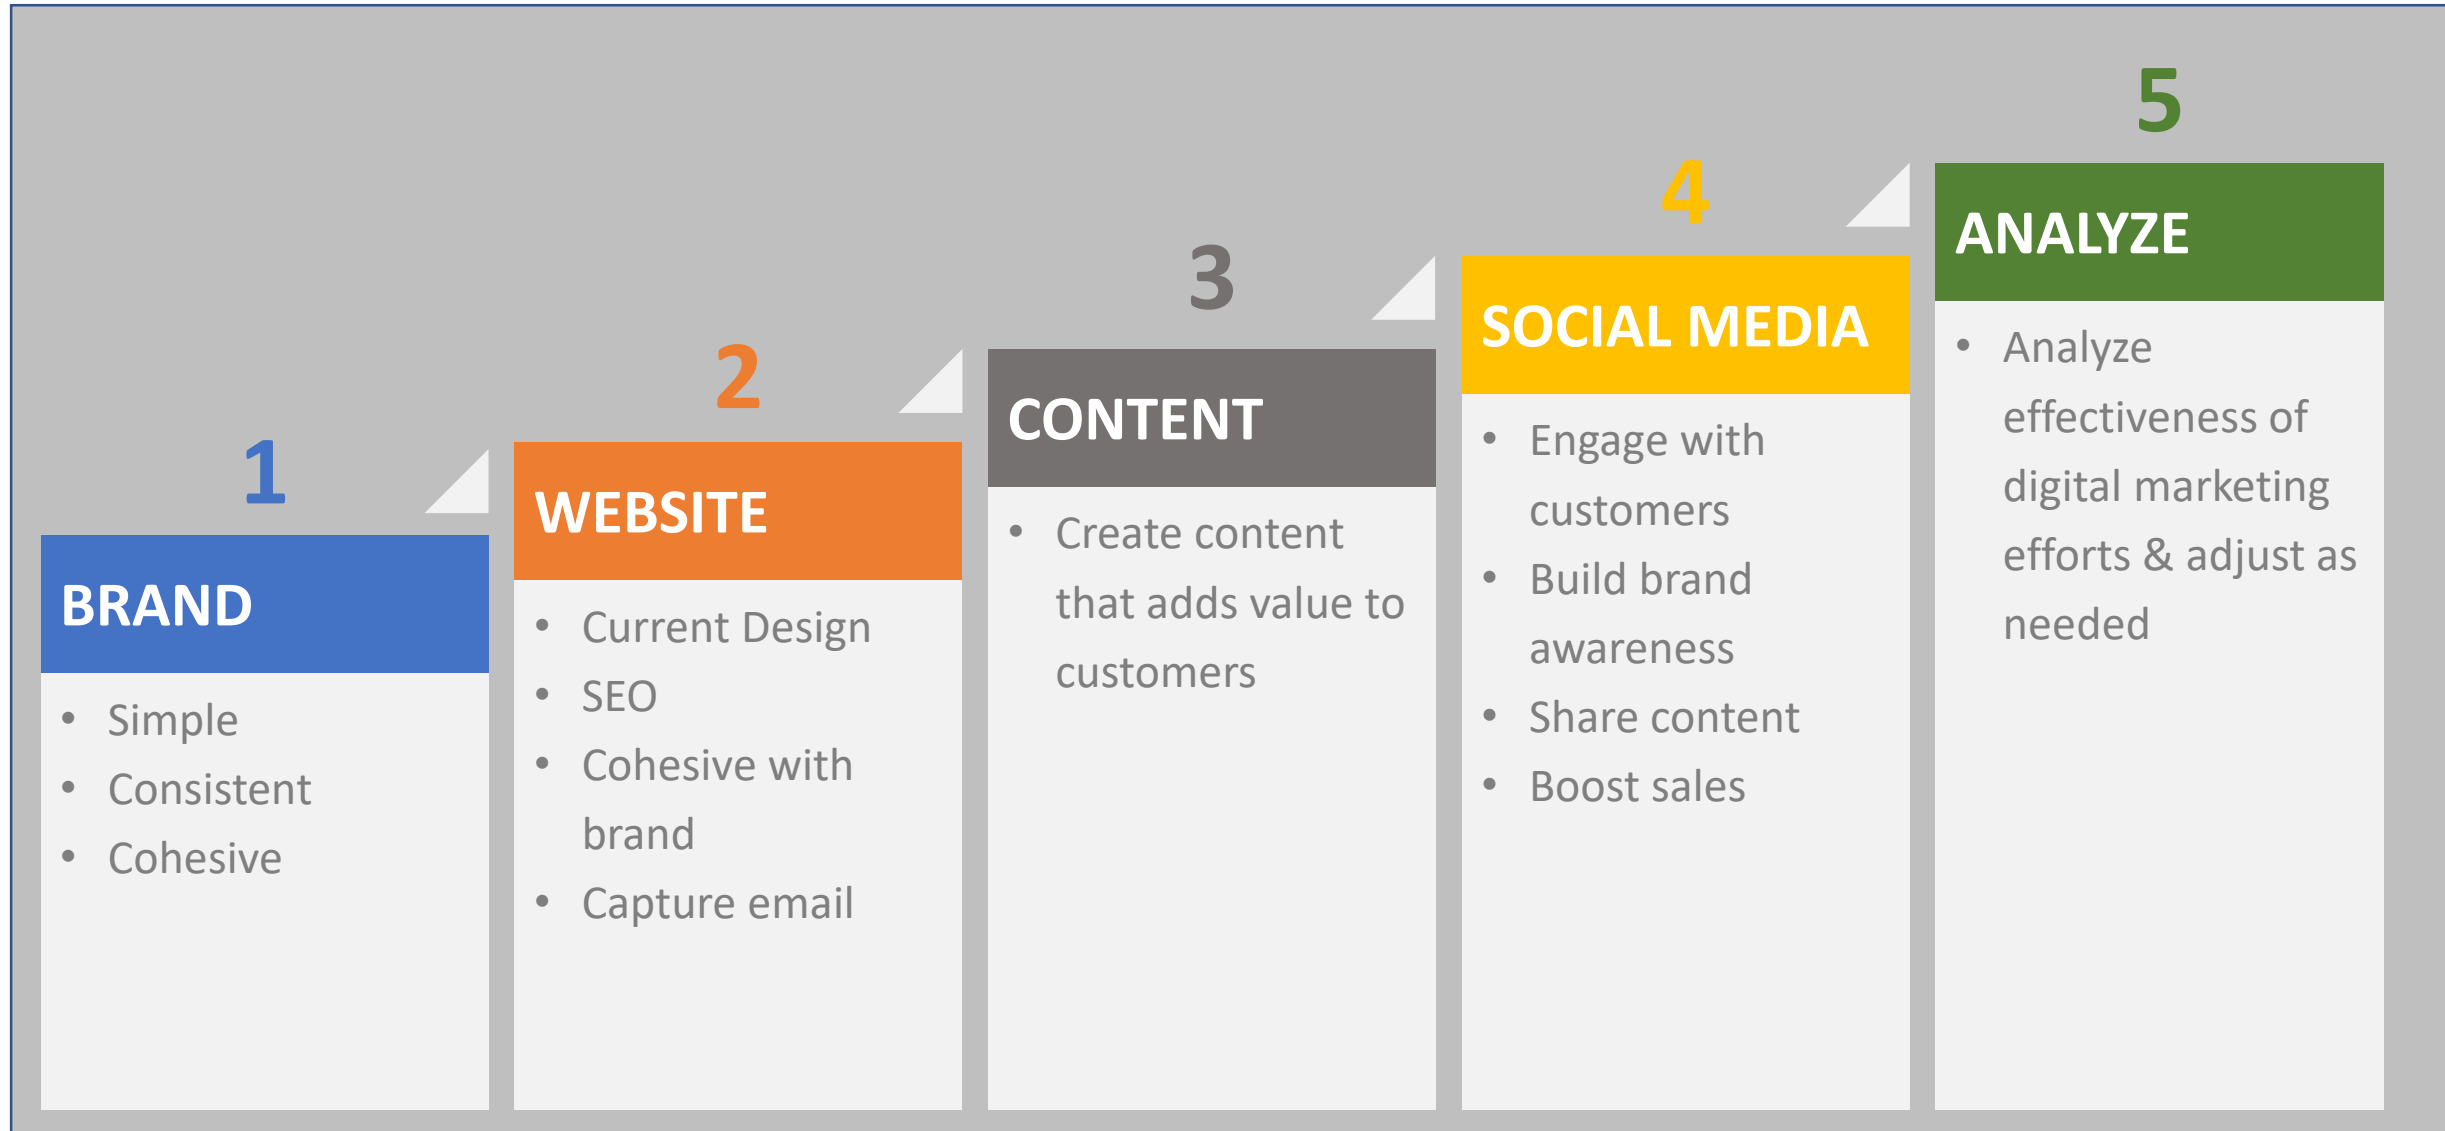 1
BRAND
• Simple
• Consistent
• Cohesive
2
WEBSITE
• Current Design
• SEO
• Cohesive with
brand
• Capture email
3
CONTENT
• Create content
that adds value to
customers
4
SOCIAL MEDIA
• Engage with
customers
• Build brand
awareness
• Share content
• Boost sales
5
ANALYZE
• Analyze
effectiveness of
digital marketing
efforts & adjust as
needed